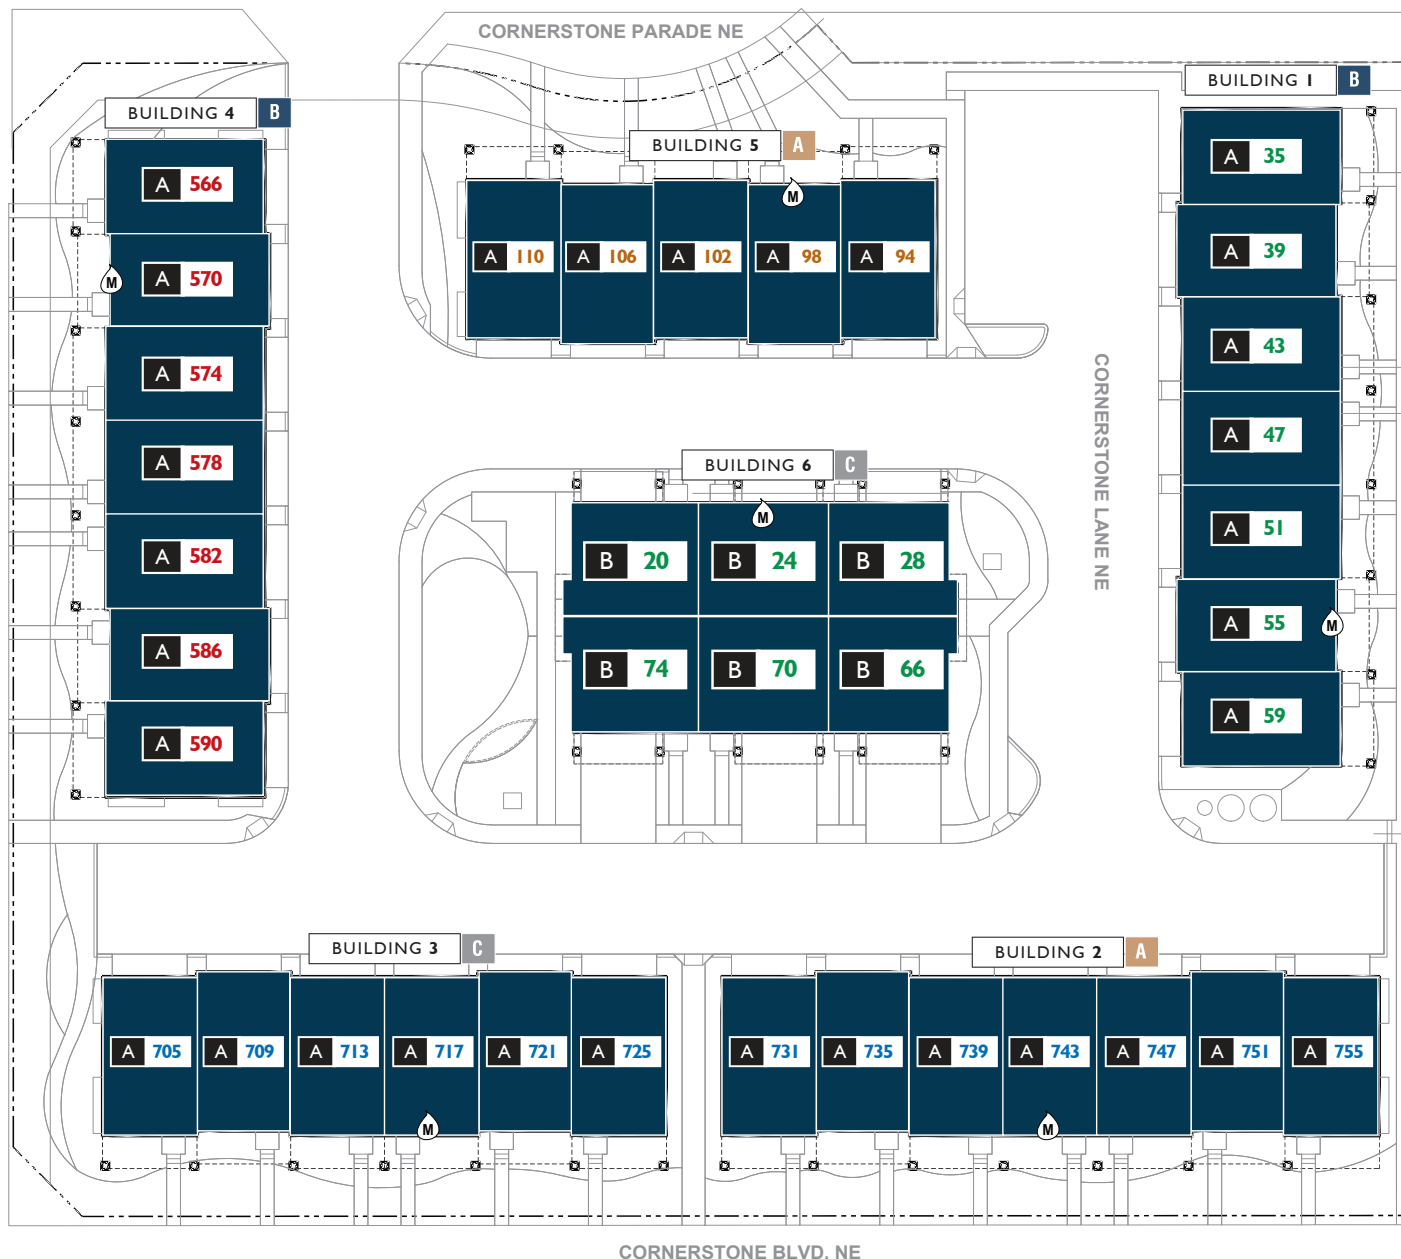 CORNERSTONE PARADE NE
BUILDING 4 B
A 566
M
A 570
A 574
A 578
A 582
A 586
A 590
BUILDING 5 A
M
A 110
A 106
A 102
A 98
A 94
BUILDING 1 B
A 35
A 39
A 43
A 47
A 51
A 55
M
A 59
CORNERSTONE LANE NE
BUILDING 6 C
M
B 20
B 24
B 28
B 74
B 70
B 66
BUILDING 3 C
A 705
A 709
A 713
A 717
A 721
A 725
M
BUILDING 2 A
A 731
A 735
A 739
A 743
A 747
A 751
A 755
M
CORNERSTONE BLVD. NE